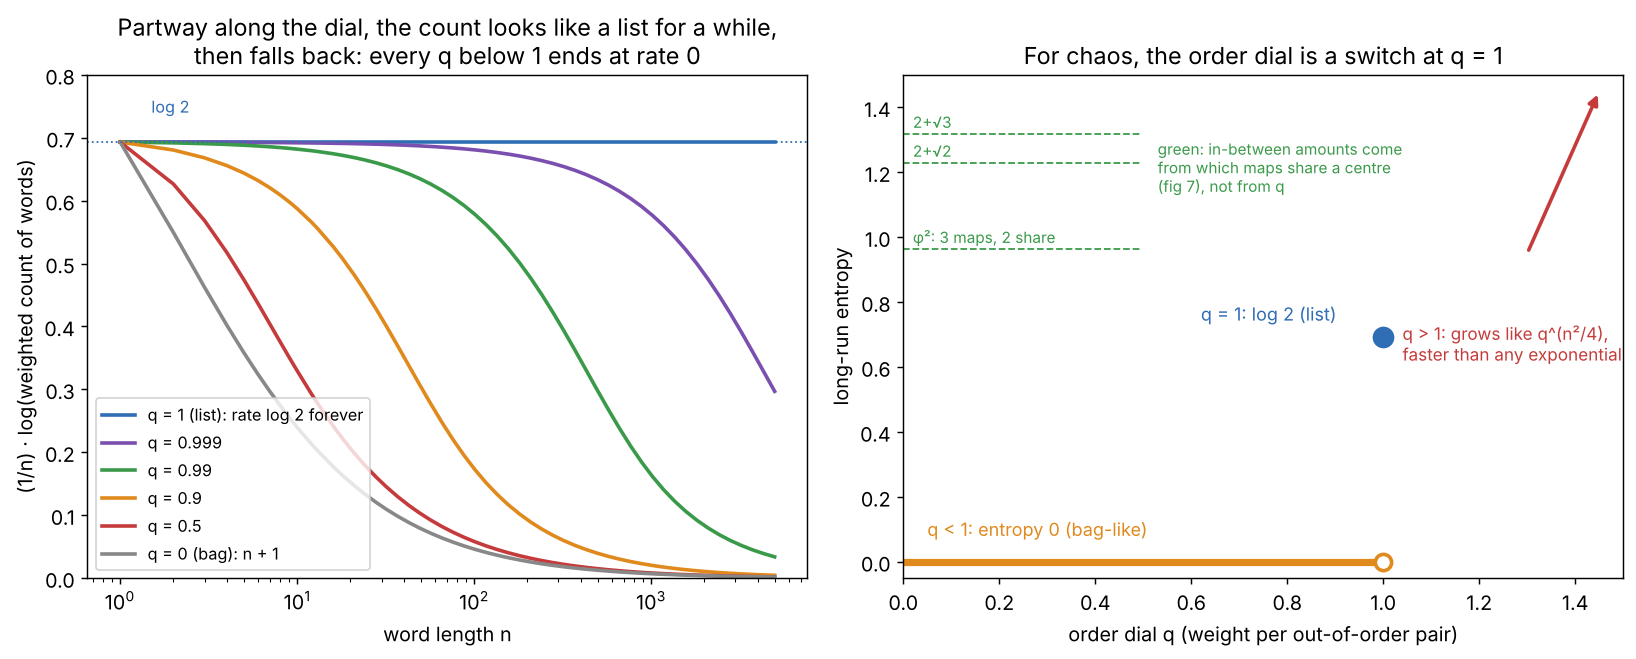 Partway along the dial, the count looks like a list for a while,
then falls back: every q below 1 ends at rate 0
(1/n) · log(weighted count of words)
0.8
0.7
0.6
0.5
0.4
0.3
0.2
0.1
0.0
log 2
q = 1 (list): rate log 2 forever
q = 0.999
q = 0.99
q = 0.9
q = 0.5
q = 0 (bag): n + 1
10⁰
10¹
10²
10³
word length n
For chaos, the order dial is a switch at q = 1
long-run entropy
1.4
1.2
1.0
0.8
0.6
0.4
0.2
0.0
2+√3
2+√2
green: in-between amounts come
from which maps share a centre
(fig 7), not from q
φ²: 3 maps, 2 share
q = 1: log 2 (list)
q > 1: grows like q^(n²/4),
faster than any exponential
q < 1: entropy 0 (bag-like)
0.0
0.2
0.4
0.6
0.8
1.0
1.2
1.4
order dial q (weight per out-of-order pair)